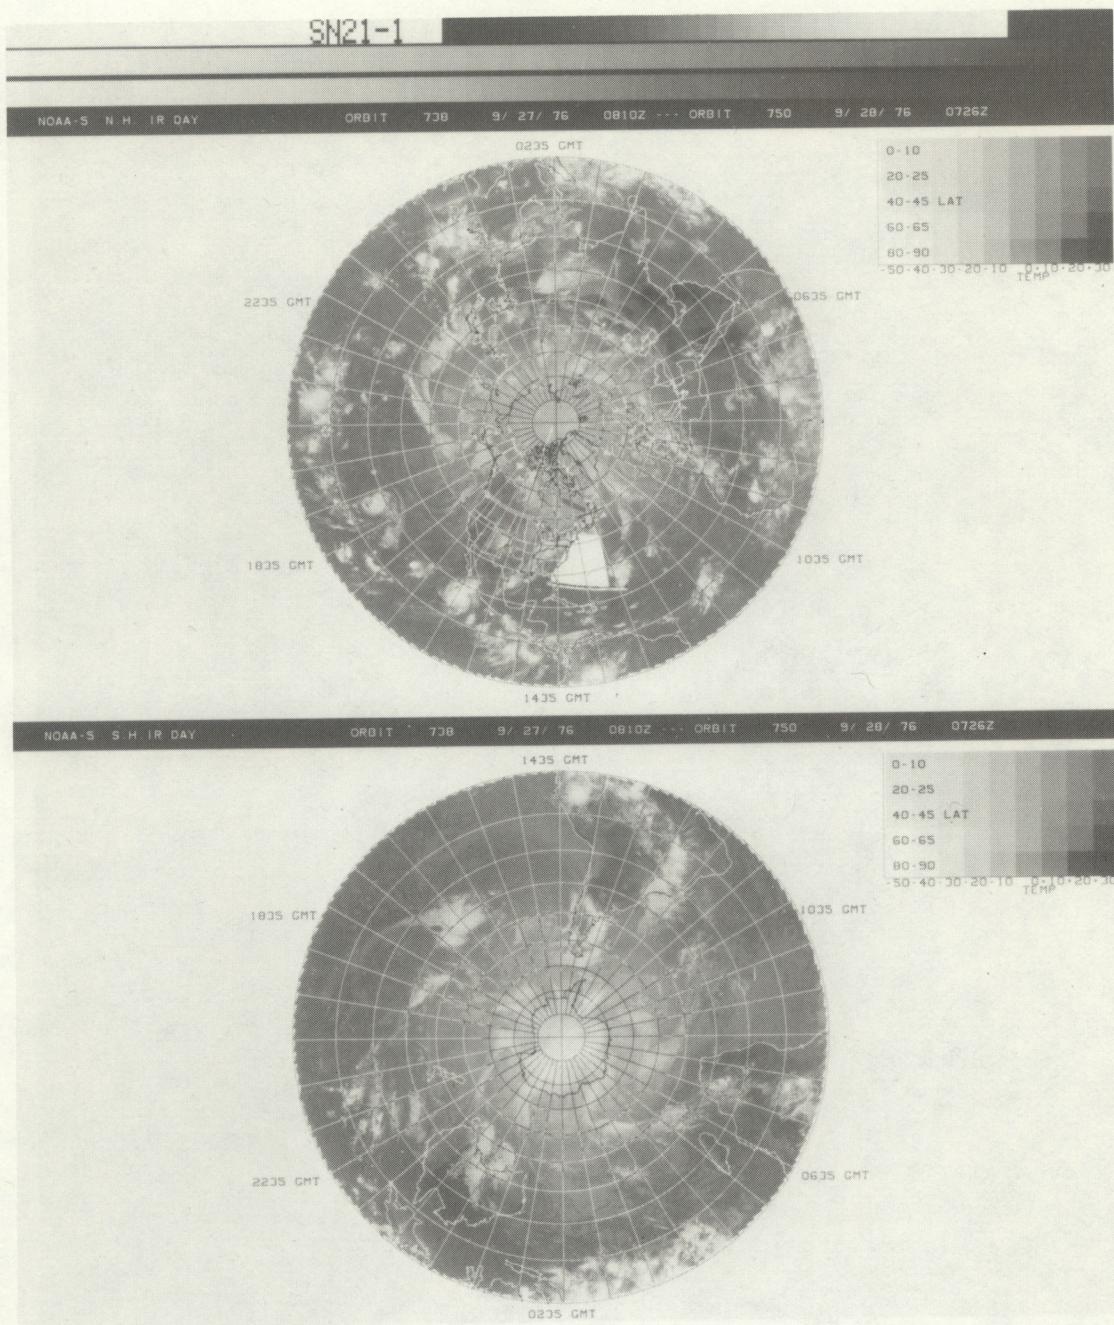 SN21-1
NOAA-5 N.H. IR DAY ORBIT 738 9/ 27/ 76 0810Z --- ORBIT 750 9/ 28/ 76 0726Z
0235 GMT
0-10
20-25
40-45 LAT
60-65
80-90
-50-40-30-20-10 0+10+20+30
TEMP
2235 GMT
0635 GMT
1835 GMT
1035 GMT
1435 GMT
NOAA-5 S.H IR DAY ORBIT 738 9/ 27/ 76 0810Z --- ORBIT 750 9/ 28/ 76 0726Z
1435 GMT
0-10
20-25
40-45 LAT
60-65
80-90
-50-40-30-20-10 0+10+20+30
TEMP
1835 GMT
1035 GMT
2235 GMT
0635 GMT
0235 GMT